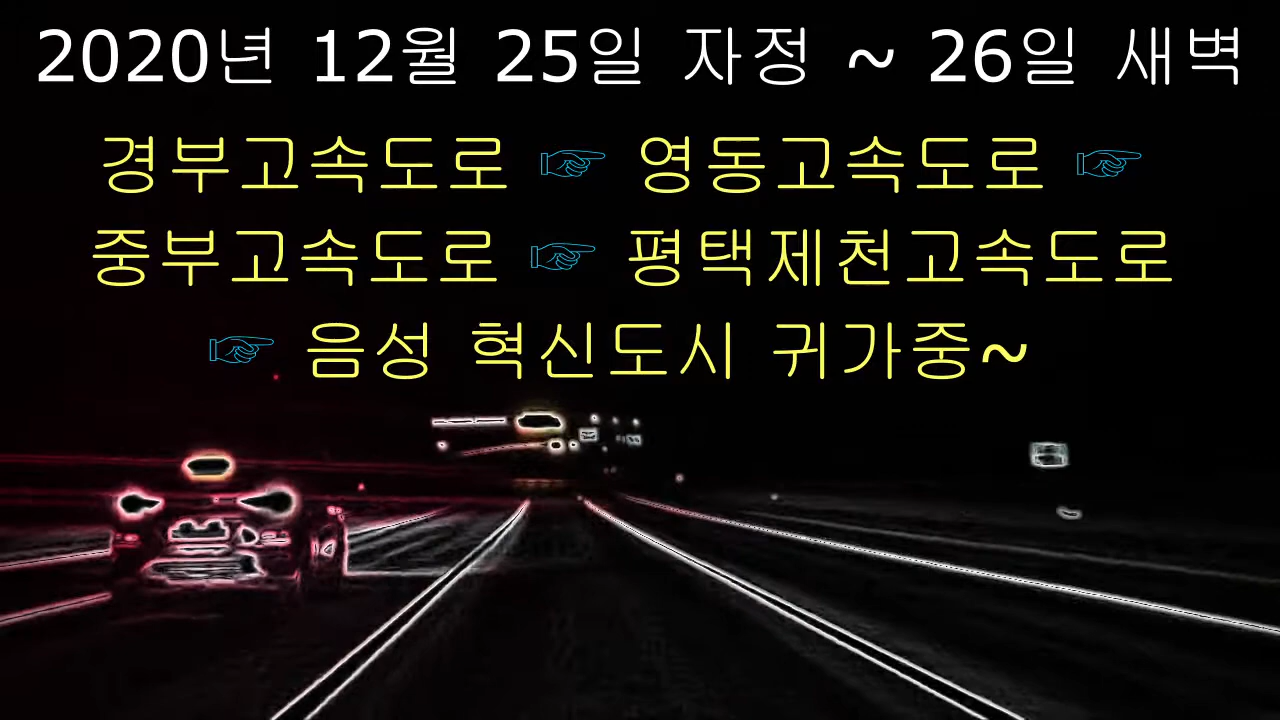 2020년 12월 25일 자정 ~ 26일 새벽
경부고속도로 ☞ 영동고속도로 ☞
중부고속도로 ☞ 평택제천고속도로
☞ 음성 혁신도시 귀가중~